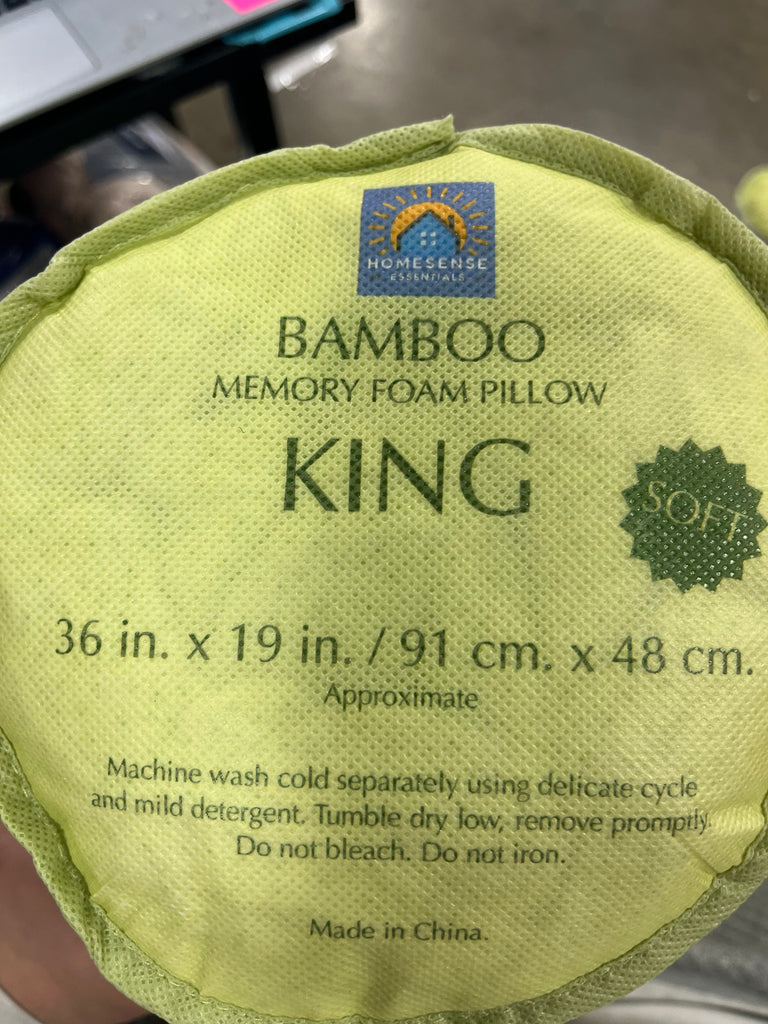 HOMESENSE
ESSENTIALS
BAMBOO
MEMORY FOAM PILLOW
KING
SOFT
36 in. x 19 in. / 91 cm. x 48 cm.
Approximate
Machine wash cold separately using delicate cycle
and mild detergent. Tumble dry low, remove promptly.
Do not bleach. Do not iron.
Made in China.